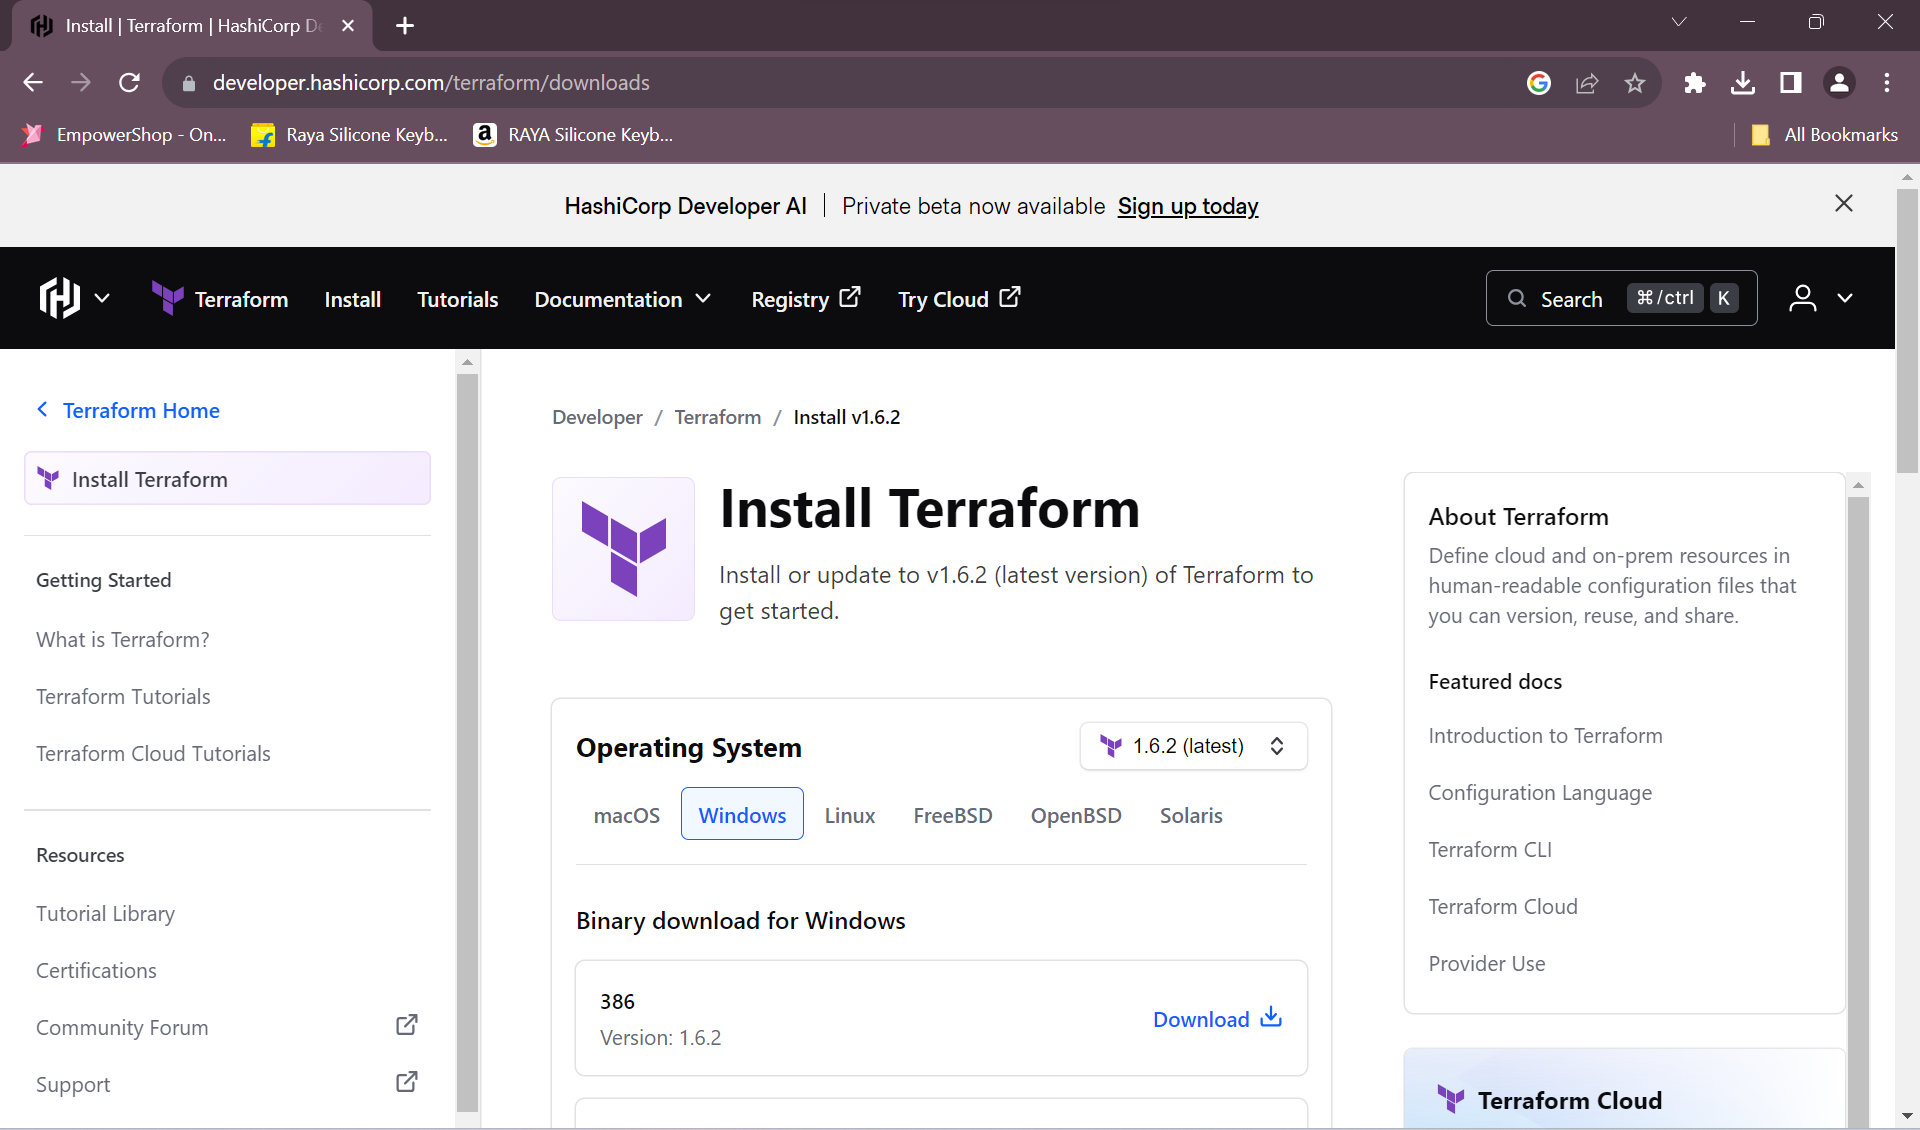 Install | Terraform | HashiCorp De
developer.hashicorp.com/terraform/downloads
EmpowerShop - On... Raya Silicone Keyb... RAYA Silicone Keyb... All Bookmarks
HashiCorp Developer AI | Private beta now available Sign up today
Terraform Install Tutorials Documentation Registry Try Cloud Search ⌘/ctrl K
Terraform Home
Install Terraform
Getting Started
What is Terraform?
Terraform Tutorials
Terraform Cloud Tutorials
Resources
Tutorial Library
Certifications
Community Forum
Support
Developer / Terraform / Install v1.6.2
Install Terraform
Install or update to v1.6.2 (latest version) of Terraform to
get started.
Operating System
1.6.2 (latest)
macOS Windows Linux FreeBSD OpenBSD Solaris
Binary download for Windows
386
Version: 1.6.2
Download
About Terraform
Define cloud and on-prem resources in
human-readable configuration files that
you can version, reuse, and share.
Featured docs
Introduction to Terraform
Configuration Language
Terraform CLI
Terraform Cloud
Provider Use
Terraform Cloud